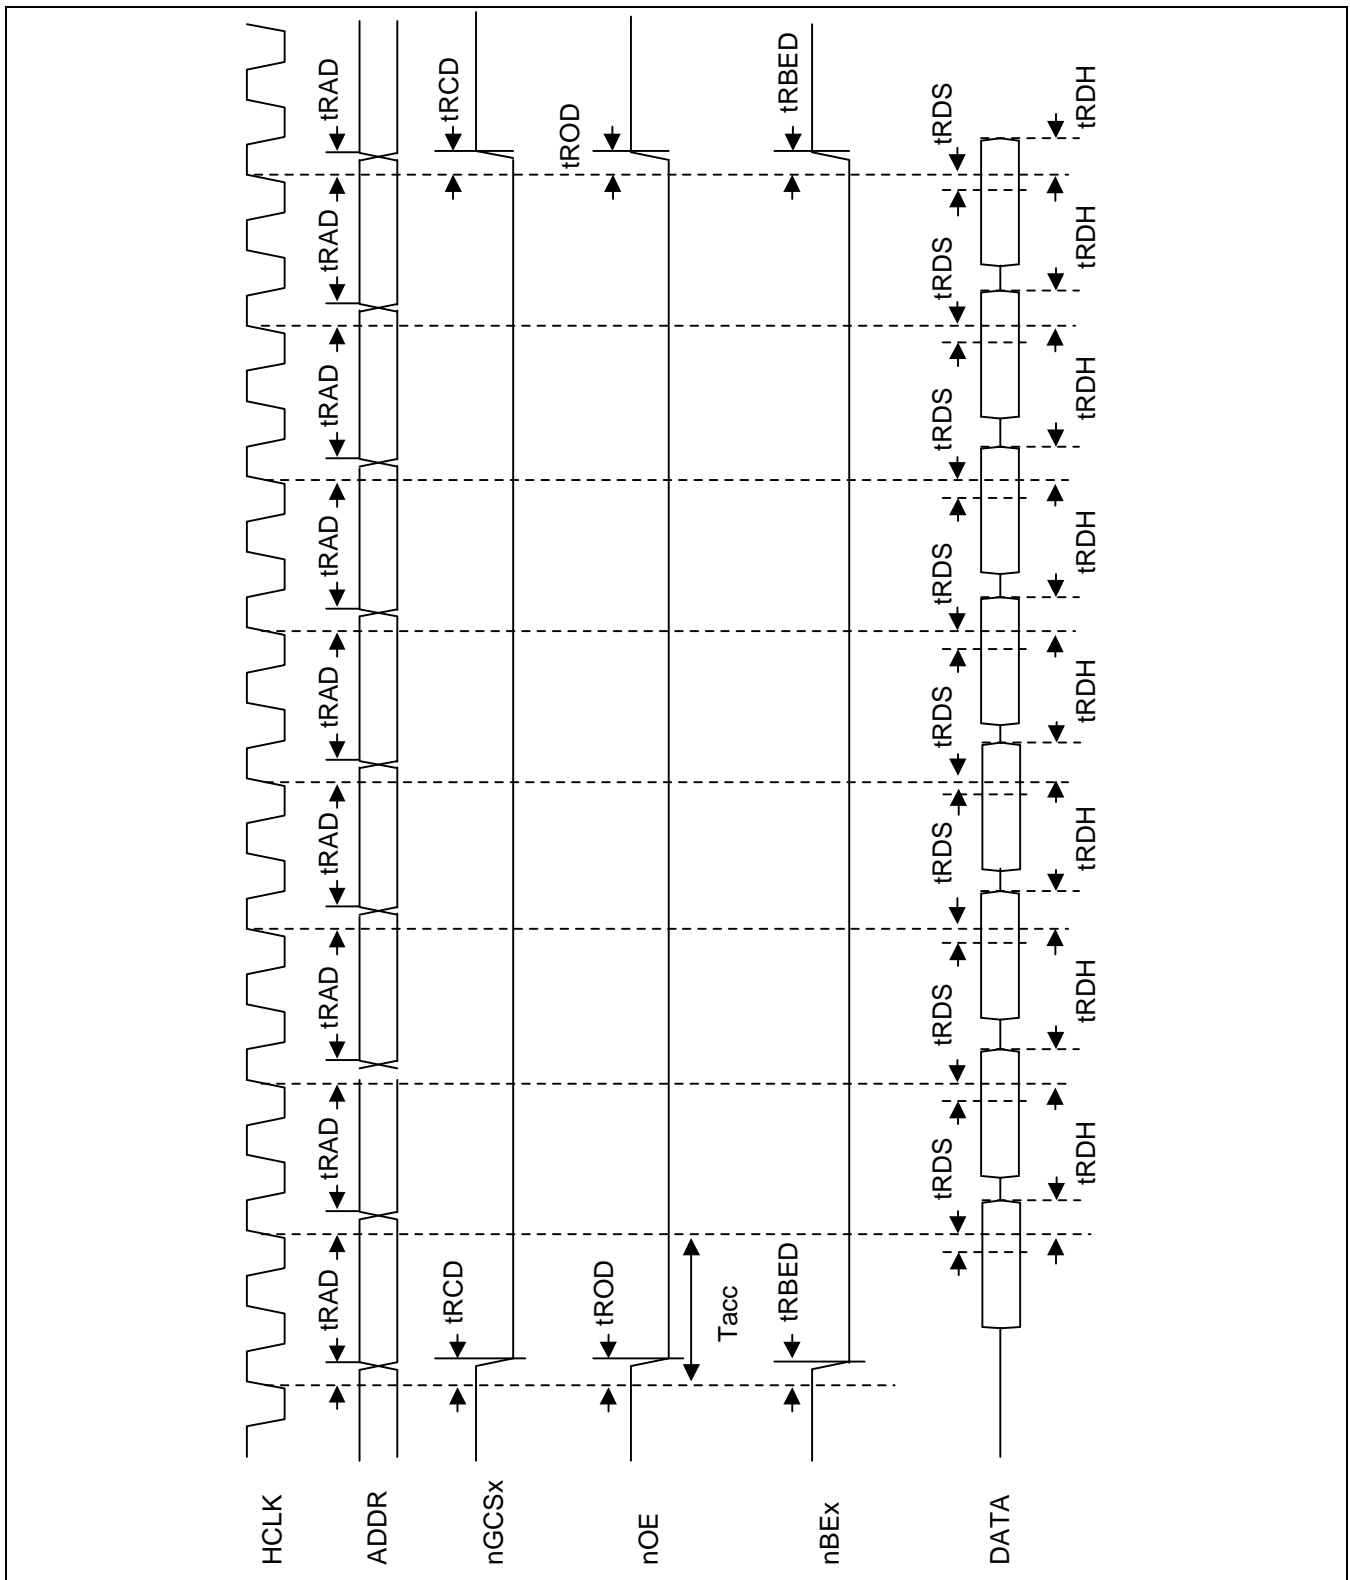 HCLK
tRAD tRAD tRAD tRAD tRAD tRAD tRAD tRAD tRAD
ADDR
tRCD tRCD
nGCSx
tROD tROD
nOE
Tacc
tRBED tRBED
nBEx
tRDS tRDS tRDS tRDS tRDS tRDS tRDS tRDS
DATA
tRDH tRDH tRDH tRDH tRDH tRDH tRDH tRDH